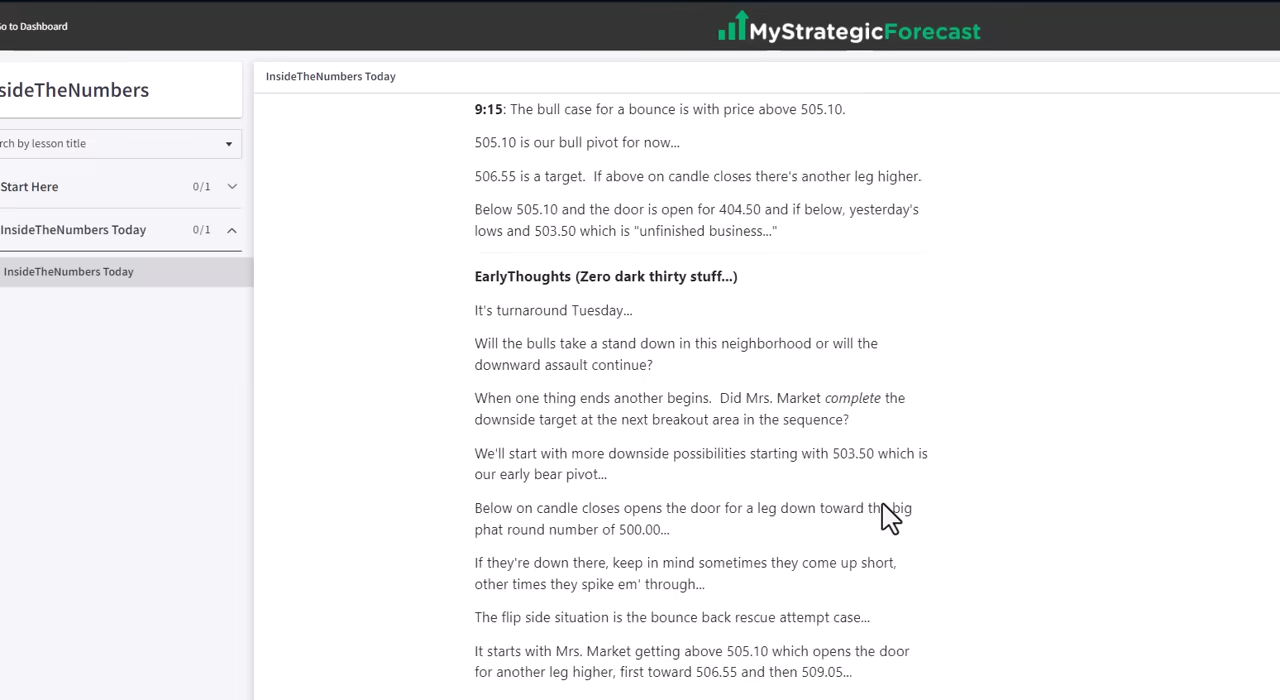 o to Dashboard
MyStrategicForecast
sideTheNumbers
rch by lesson title
Start Here 0/1
InsideTheNumbers Today 0/1
InsideTheNumbers Today
InsideTheNumbers Today
9:15: The bull case for a bounce is with price above 505.10.
505.10 is our bull pivot for now...
506.55 is a target. If above on candle closes there's another leg higher.
Below 505.10 and the door is open for 404.50 and if below, yesterday's
lows and 503.50 which is "unfinished business..."
EarlyThoughts (Zero dark thirty stuff...)
It's turnaround Tuesday...
Will the bulls take a stand down in this neighborhood or will the
downward assault continue?
When one thing ends another begins. Did Mrs. Market complete the
downside target at the next breakout area in the sequence?
We'll start with more downside possibilities starting with 503.50 which is
our early bear pivot...
Below on candle closes opens the door for a leg down toward the big
phat round number of 500.00...
If they're down there, keep in mind sometimes they come up short,
other times they spike em' through...
The flip side situation is the bounce back rescue attempt case...
It starts with Mrs. Market getting above 505.10 which opens the door
for another leg higher, first toward 506.55 and then 509.05...